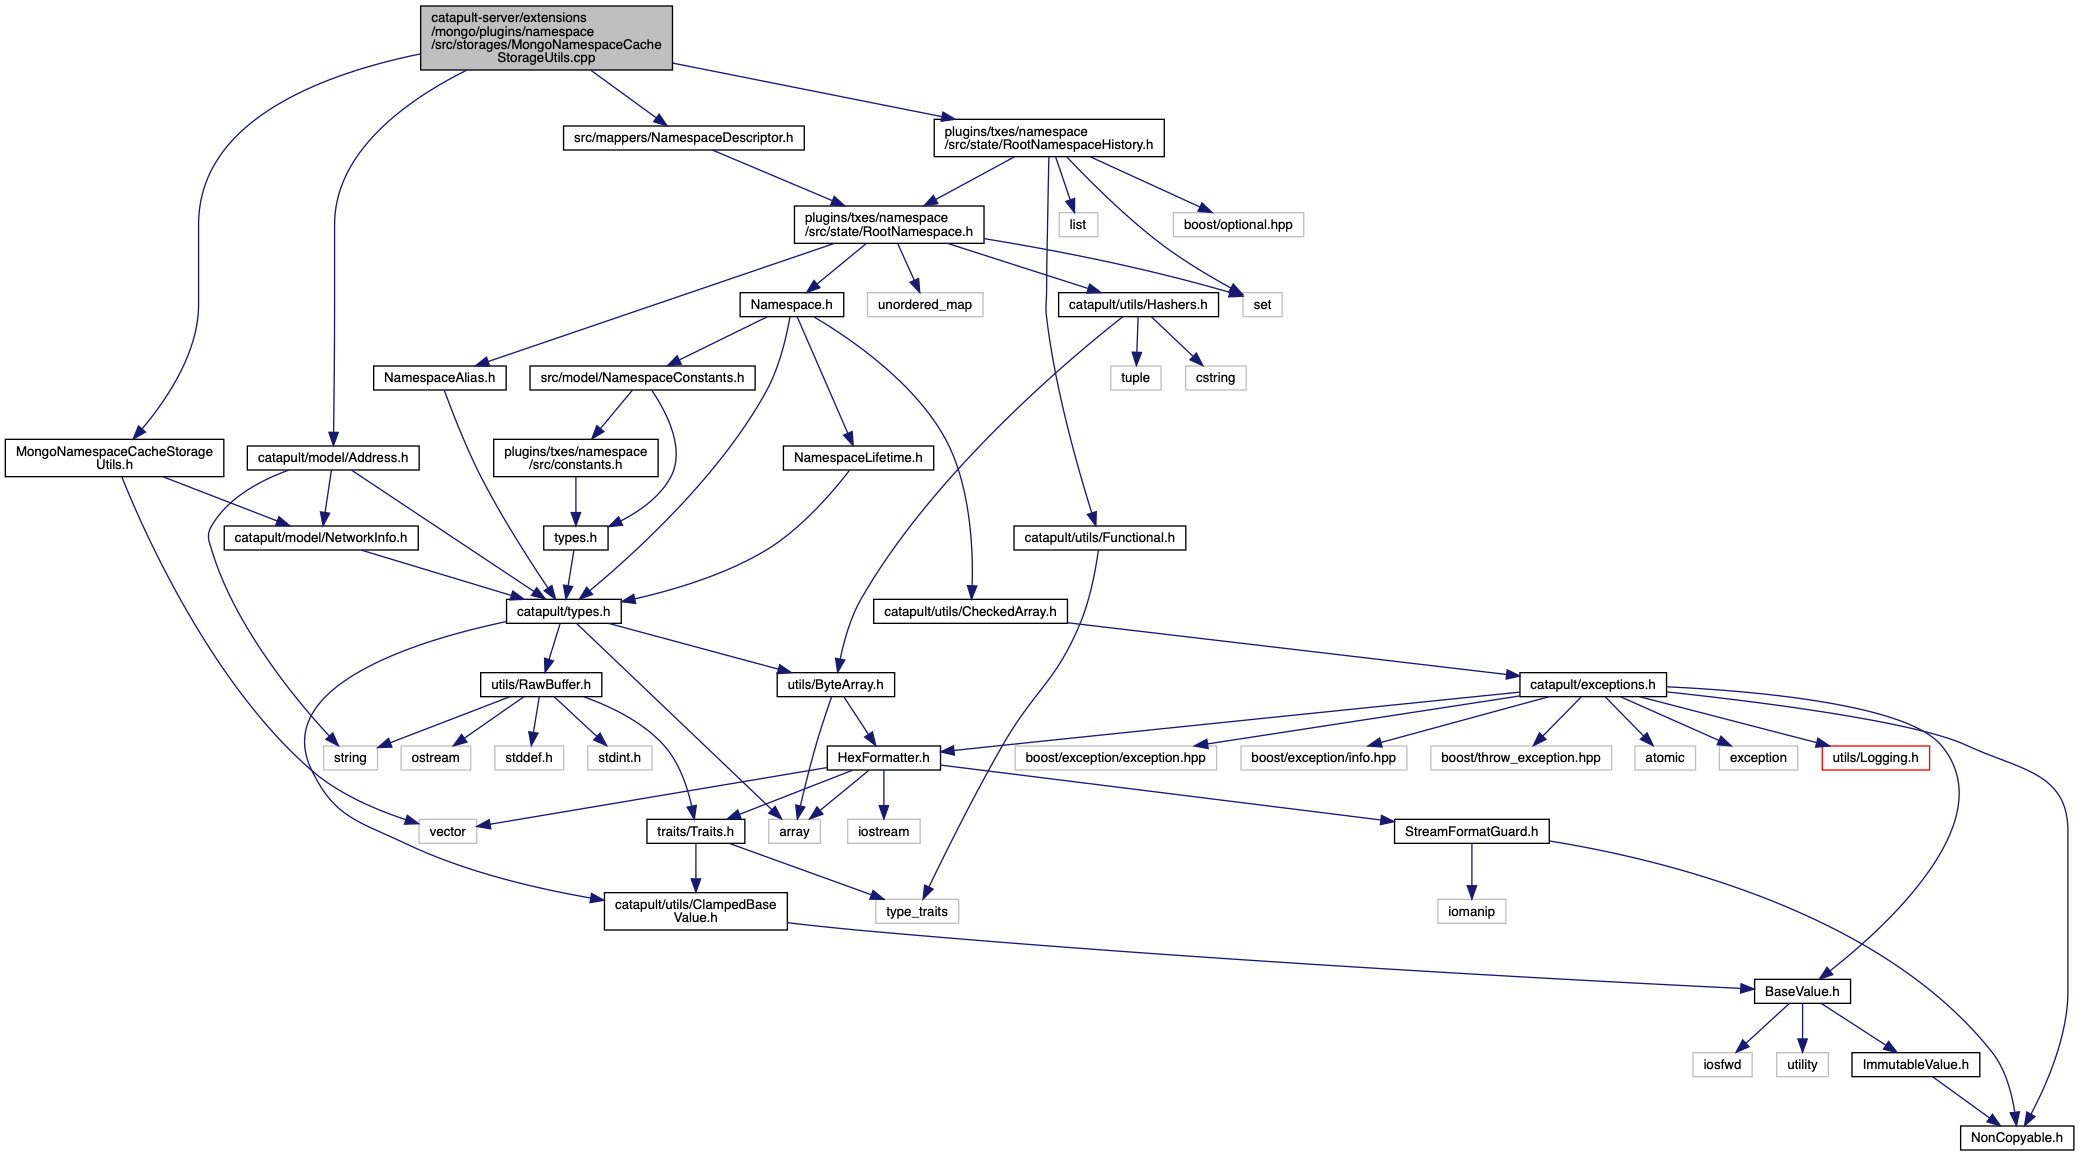 catapult-server/extensions
/mongo/plugins/namespace
/src/storages/MongoNamespaceCache
StorageUtils.cpp
src/mappers/NamespaceDescriptor.h
plugins/txes/namespace
/src/state/RootNamespaceHistory.h
plugins/txes/namespace
/src/state/RootNamespace.h
list
boost/optional.hpp
Namespace.h
unordered_map
catapult/utils/Hashers.h
set
NamespaceAlias.h
src/model/NamespaceConstants.h
tuple
cstring
MongoNamespaceCacheStorage
Utils.h
catapult/model/Address.h
plugins/txes/namespace
/src/constants.h
NamespaceLifetime.h
catapult/model/NetworkInfo.h
types.h
catapult/utils/Functional.h
catapult/types.h
catapult/utils/CheckedArray.h
utils/RawBuffer.h
utils/ByteArray.h
catapult/exceptions.h
string
ostream
stddef.h
stdint.h
HexFormatter.h
boost/exception/exception.hpp
boost/exception/info.hpp
boost/throw_exception.hpp
atomic
exception
utils/Logging.h
vector
traits/Traits.h
array
iostream
StreamFormatGuard.h
catapult/utils/ClampedBase
Value.h
type_traits
iomanip
BaseValue.h
iosfwd
utility
ImmutableValue.h
NonCopyable.h